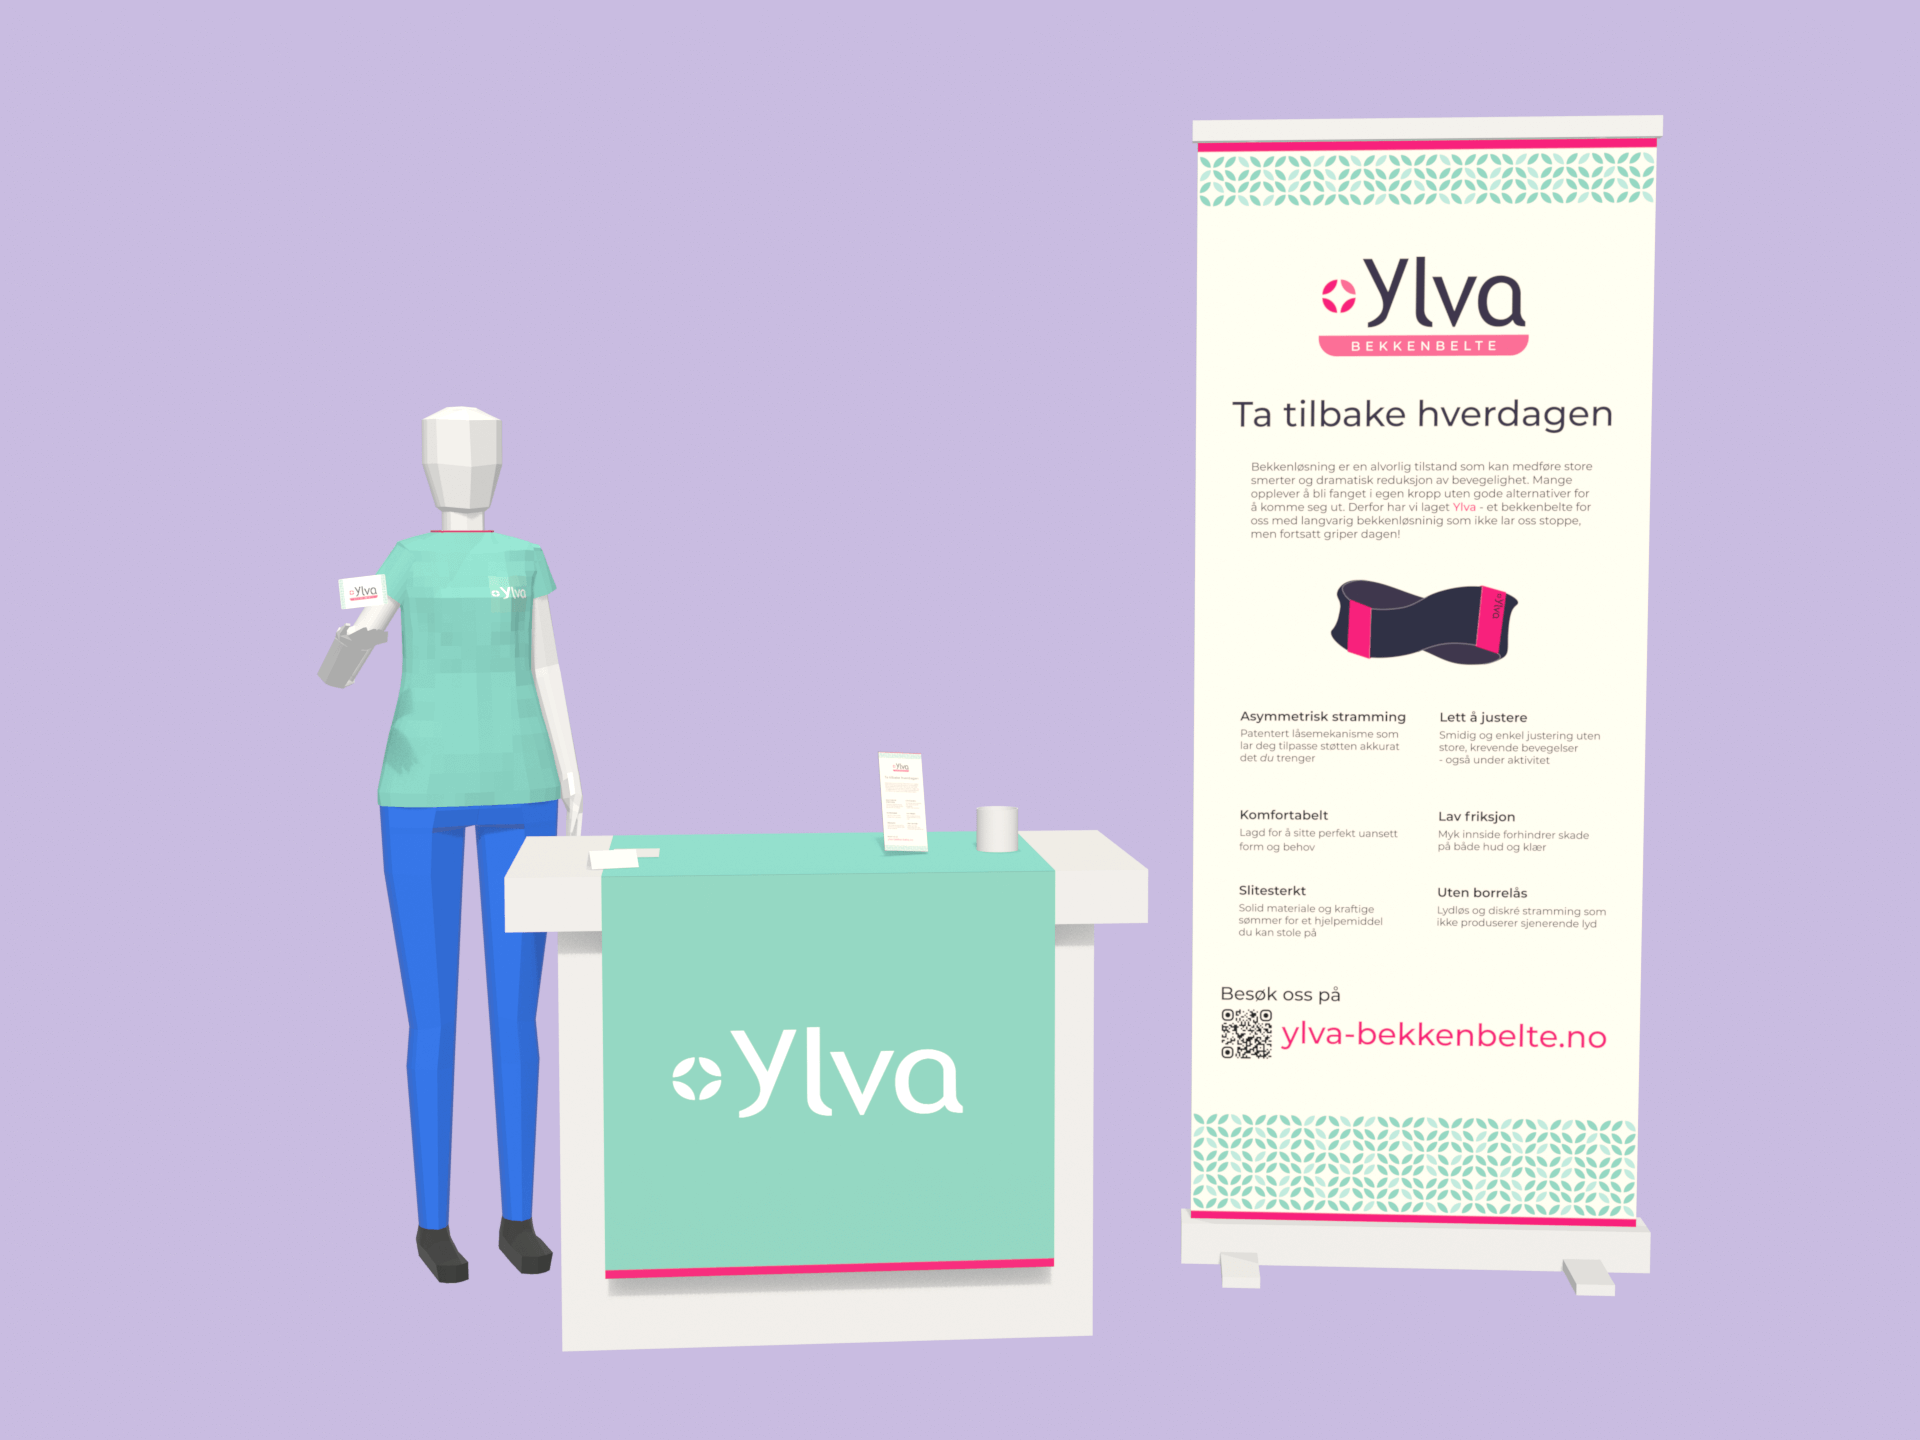 Ylva
BEKKENBELTE
Ta tilbake hverdagen
Bekkenløsning er en alvorlig tilstand som kan medføre store
smerter og dramatisk reduksjon av bevegelighet. Mange
opplever å bli fanget i egen kropp uten gode alternativer for
å komme seg ut. Derfor har vi laget Ylva - et bekkenbelte for
oss med langvarig bekkenløsninig som ikke lar oss stoppe,
men fortsatt griper dagen!
Ylva
Asymmetrisk stramming
Patentert låsemekanisme som
lar deg tilpasse støtten akkurat
det du trenger
Lett å justere
Smidig og enkel justering uten
store, krevende bevegelser
- også under aktivitet
Komfortabelt
Lagd for å sitte perfekt uansett
form og behov
Lav friksjon
Myk innside forhindrer skade
på både hud og klær
Slitesterkt
Solid materiale og kraftige
sømmer for et hjelpemiddel
du kan stole på
Uten borrelås
Lydløs og diskré stramming som
ikke produserer sjenerende lyd
Besøk oss på
ylva-bekkenbelte.no
Ylva
Ylva
Ylva
Ylva